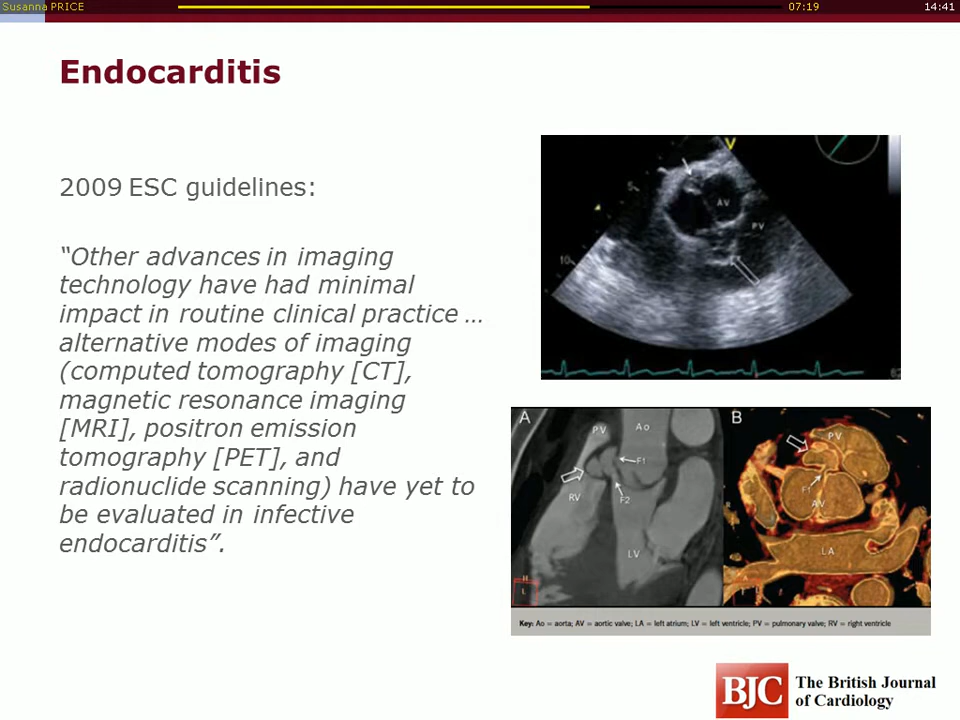 Susanna PRICE 07:19 14:41
Endocarditis
2009 ESC guidelines:
“Other advances in imaging
technology have had minimal
impact in routine clinical practice …
alternative modes of imaging
(computed tomography [CT],
magnetic resonance imaging
[MRI], positron emission
tomography [PET], and
radionuclide scanning) have yet to
be evaluated in infective
endocarditis”.
V
5
AV
PV
10
A
PV
Ao
F1
RV
F2
LV
H
L
B
PV
F1
AV
LA
Key: Ao = aorta; AV = aortic valve; LA = left atrium; LV = left ventricle; PV = pulmonary valve; RV = right ventricle
BJC
The British Journal
of Cardiology